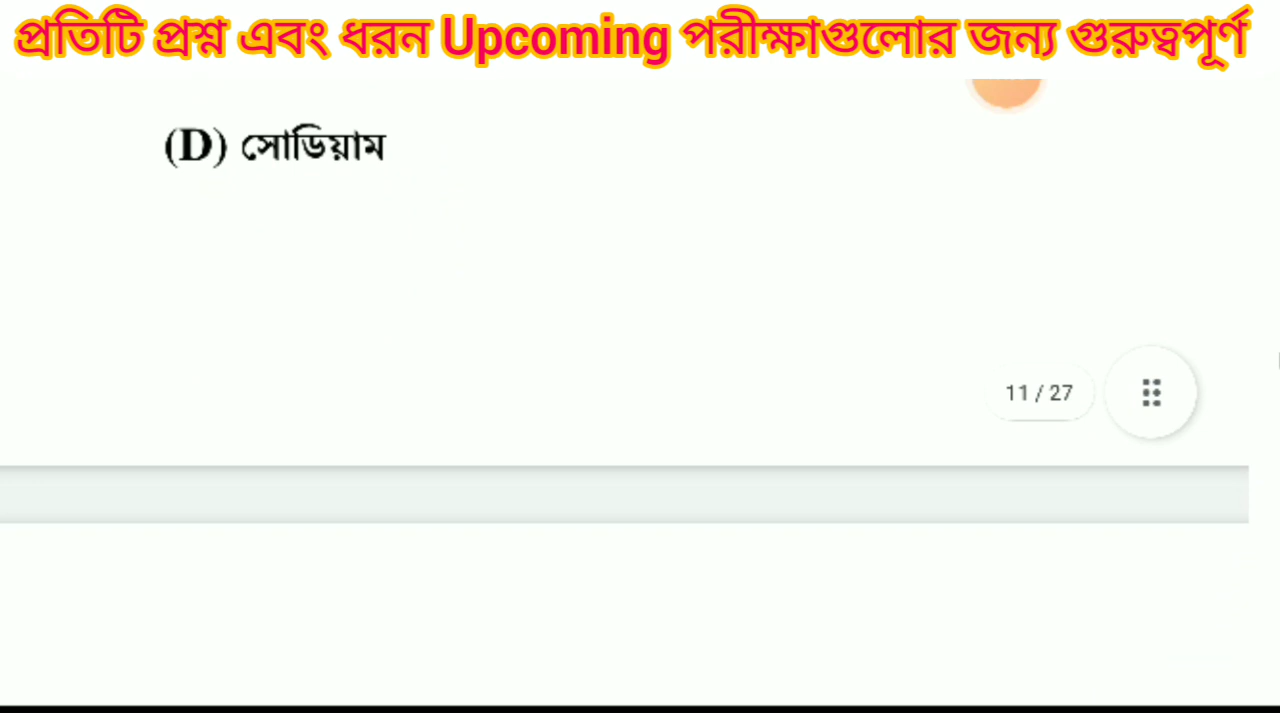 প্রতিটি প্রশ্ন এবং ধরন Upcoming পরীক্ষাগুলোর জন্য গুরুত্বপূর্ণ
(D) সোডিয়াম
11 / 27